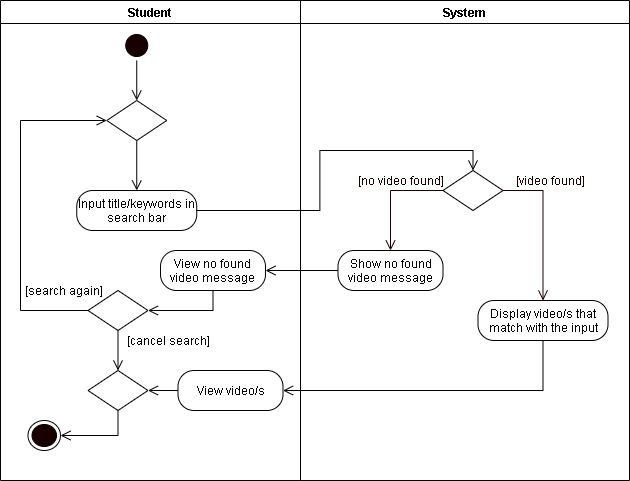 Student
System
Input title/keywords in
search bar
[no video found]
[video found]
View no found
video message
Show no found
video message
[search again]
Display video/s that
match with the input
[cancel search]
View video/s